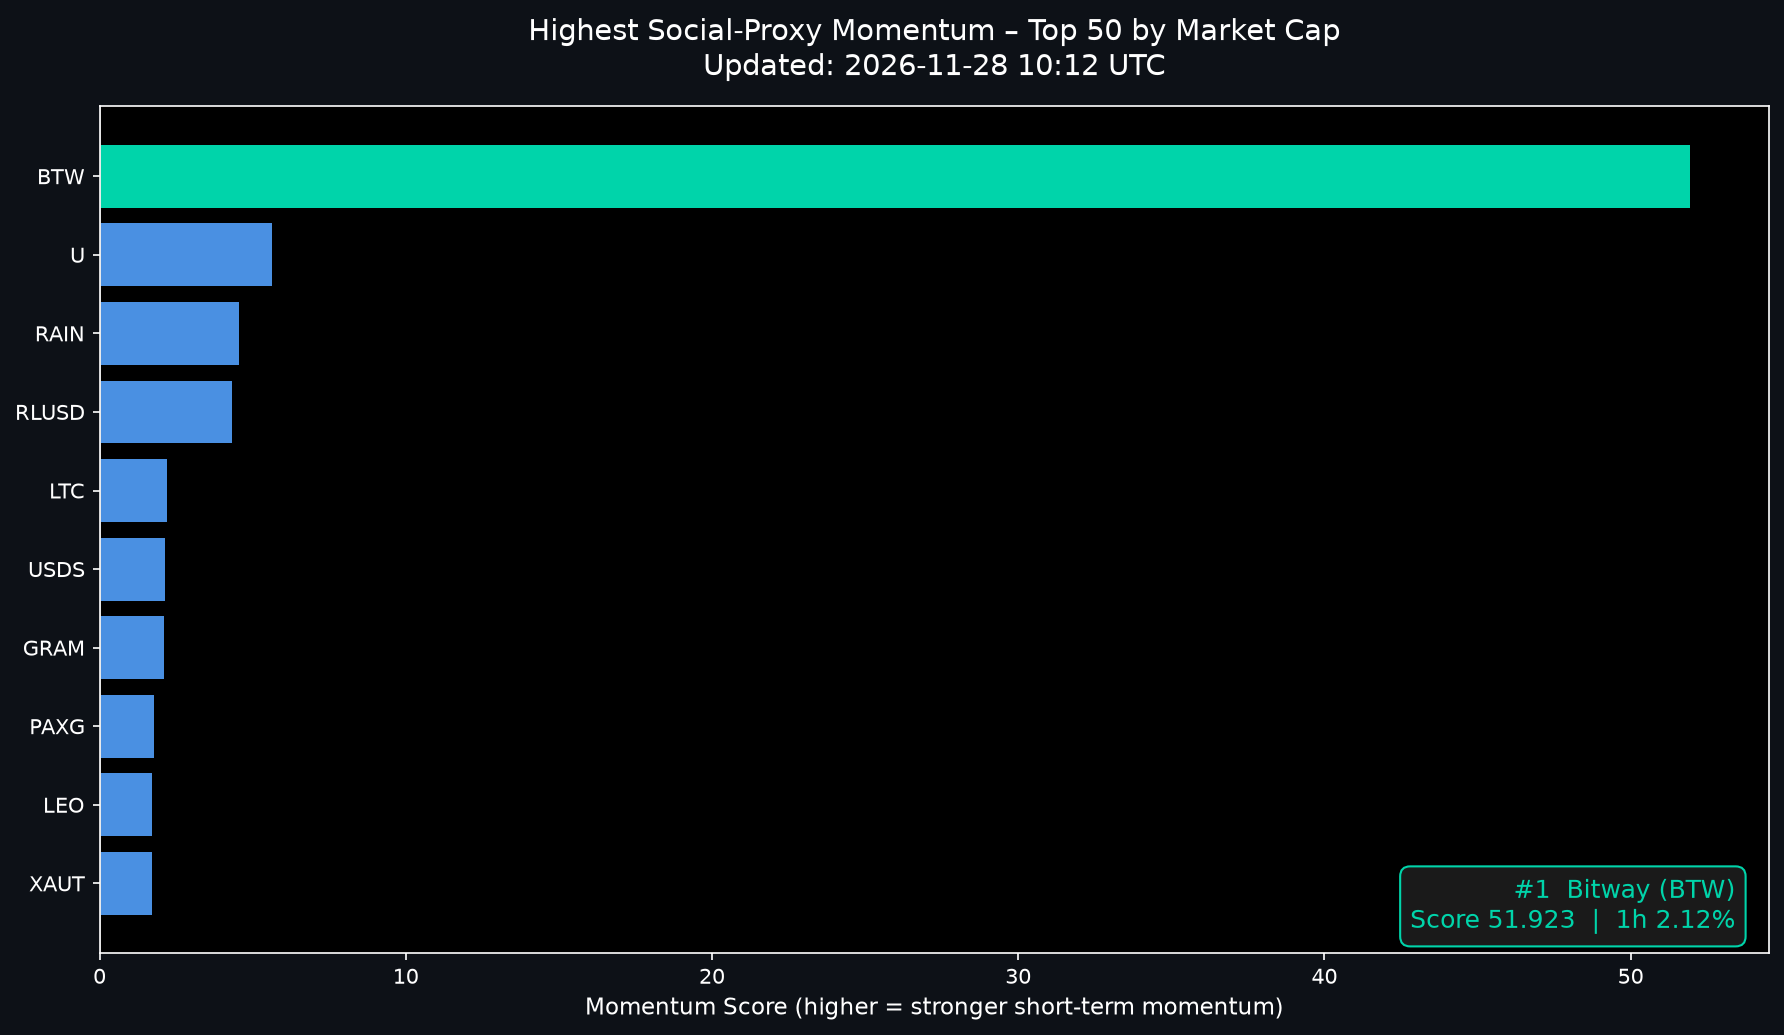 Highest Social-Proxy Momentum – Top 50 by Market Cap
Updated: 2026-11-28 10:12 UTC
BTW
U
RAIN
RLUSD
LTC
USDS
GRAM
PAXG
LEO
XAUT
#1  Bitway (BTW)
Score 51.923  |  1h 2.12%
0 10 20 30 40 50
Momentum Score (higher = stronger short-term momentum)